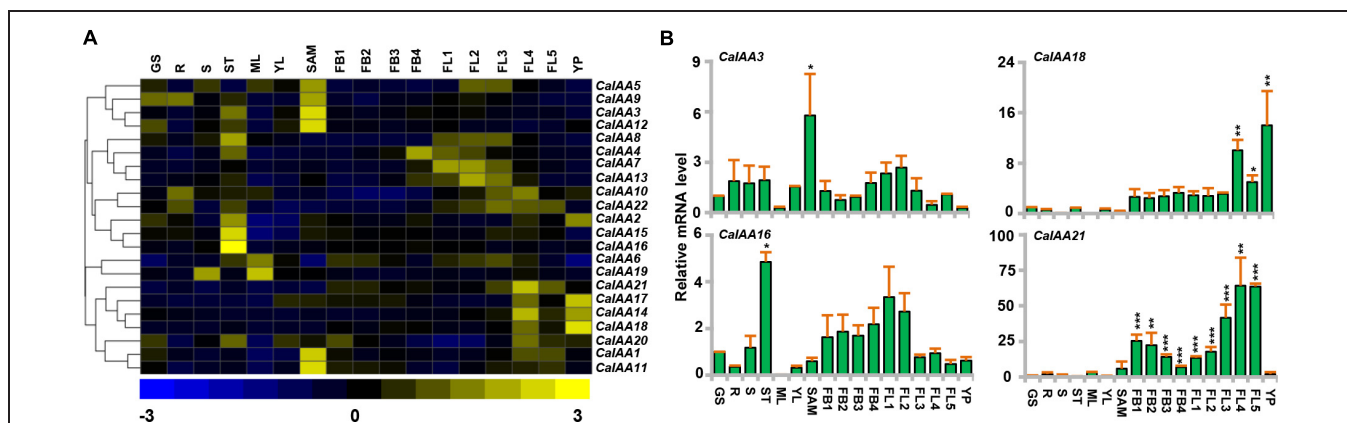 A
GS R S ST ML YL SAM FB1 FB2 FB3 FB4 FL1 FL2 FL3 FL4 FL5 YP
CaIAA5
CaIAA9
CaIAA3
CaIAA12
CaIAA8
CaIAA4
CaIAA7
CaIAA13
CaIAA10
CaIAA22
CaIAA2
CaIAA15
CaIAA16
CaIAA6
CaIAA19
CaIAA21
CaIAA17
CaIAA14
CaIAA18
CaIAA20
CaIAA1
CaIAA11
-3 0 3
B
Relative mRNA level
CaIAA3
9
6
3
0
*
CaIAA18
24
16
8
0
** * **
CaIAA16
6
4
2
0
*
GS R S ST ML YL SAM FB1 FB2 FB3 FB4 FL1 FL2 FL3 FL4 FL5 YP
CaIAA21
100
75
50
25
0
*** ** *** *** *** *** *** ** ***
GS R S ST ML YL SAM FB1 FB2 FB3 FB4 FL1 FL2 FL3 FL4 FL5 YP